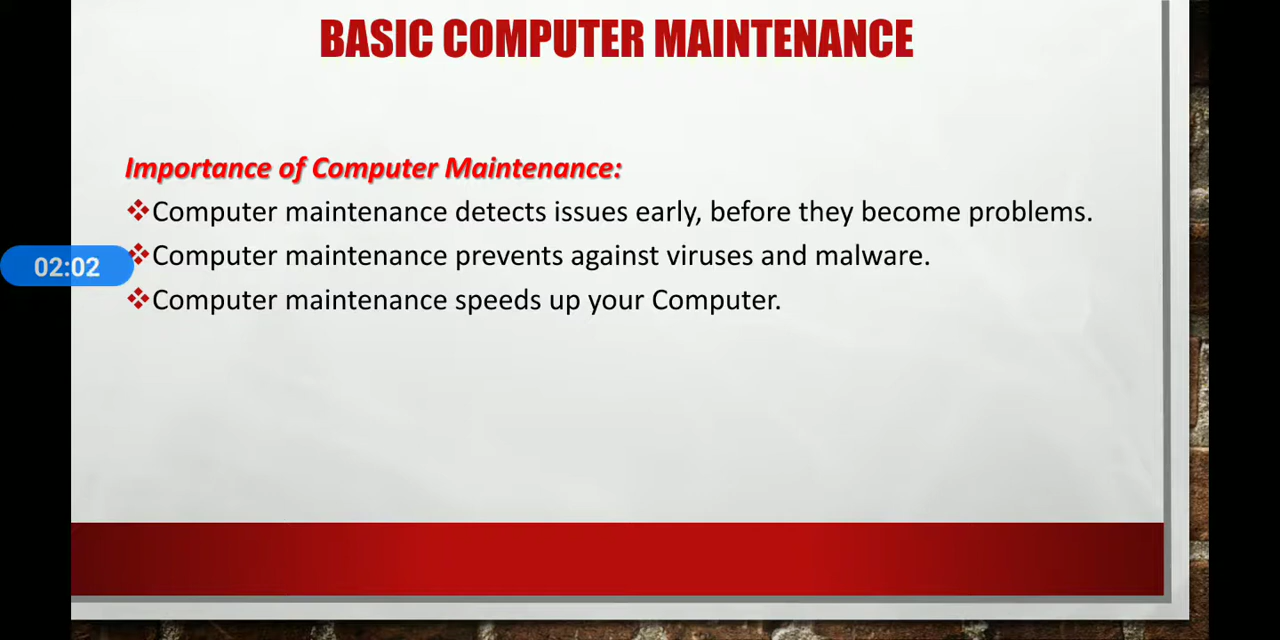 BASIC COMPUTER MAINTENANCE
Importance of Computer Maintenance:
❖Computer maintenance detects issues early, before they become problems.
02:02
❖Computer maintenance prevents against viruses and malware.
❖Computer maintenance speeds up your Computer.